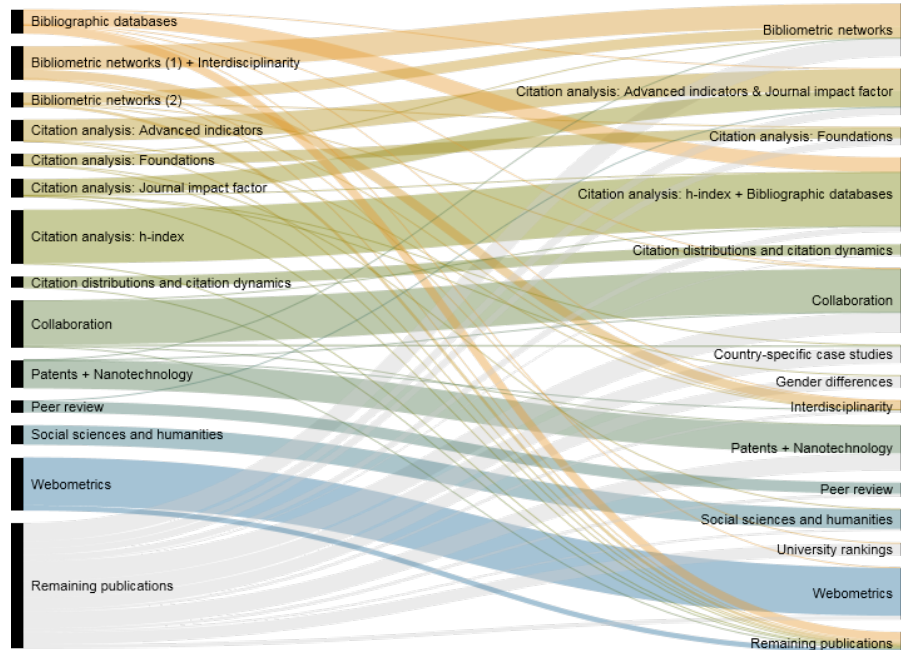 Bibliographic databases
Bibliometric networks (1) + Interdisciplinarity
Bibliometric networks (2)
Citation analysis: Advanced indicators
Citation analysis: Foundations
Citation analysis: Journal impact factor
Citation analysis: h-index
Citation distributions and citation dynamics
Collaboration
Patents + Nanotechnology
Peer review
Social sciences and humanities
Webometrics
Remaining publications
Bibliometric networks
Citation analysis: Advanced indicators & Journal impact factor
Citation analysis: Foundations
Citation analysis: h-index + Bibliographic databases
Citation distributions and citation dynamics
Collaboration
Country-specific case studies
Gender differences
Interdisciplinarity
Patents + Nanotechnology
Peer review
Social sciences and humanities
University rankings
Webometrics
Remaining publications